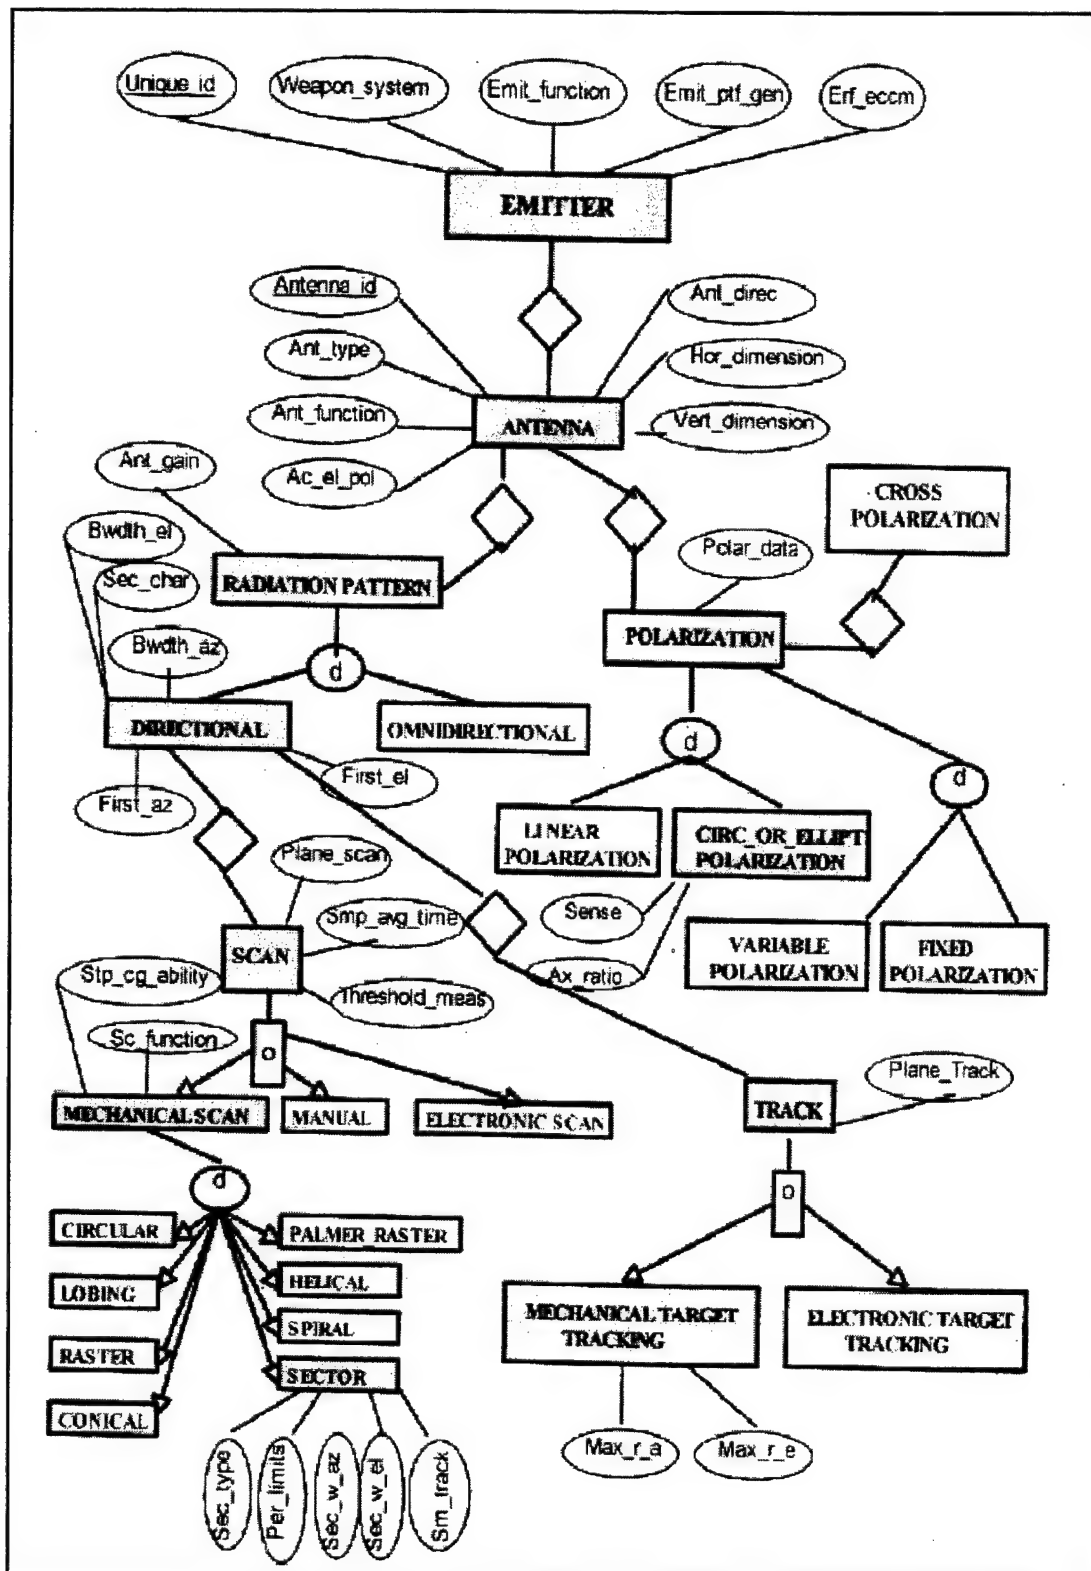 Unique_id
Weapon_system
Emit_function
Emit_ptf_gen
Erf_eccm
EMITTER
Antenna_id
Ant_direc
Ant_type
Hor_dimension
Ant_function
ANTENNA
Vert_dimension
Ant_gain
Ac_el_pol
CROSS
POLARIZATION
Bwdth_el
Polar_data
Sec_char
RADIATION PATTERN
POLARIZATION
Bwdth_az
d
DIRECTIONAL
OMNIDIRECTIONAL
d
d
First_el
First_az
LINEAR
POLARIZATION
CIRC_OR_ELLIPT
POLARIZATION
Plane_scan
Sense
Smp_avg_time
SCAN
VARIABLE
POLARIZATION
FIXED
POLARIZATION
Stp_cg_ability
Ax_ratio
Threshold_meas
Sc_function
o
Plane_Track
MECHANICAL SCAN
MANUAL
ELECTRONIC SCAN
TRACK
d
o
CIRCULAR
PALMER_RASTER
LOBING
HELICAL
MECHANICAL TARGET
TRACKING
ELECTRONIC TARGET
TRACKING
SPIRAL
RASTER
SECTOR
CONICAL
Max_r_a
Max_r_e
Sec_type
Per_limits
Sec_w_az
Sec_w_el
Sm_track